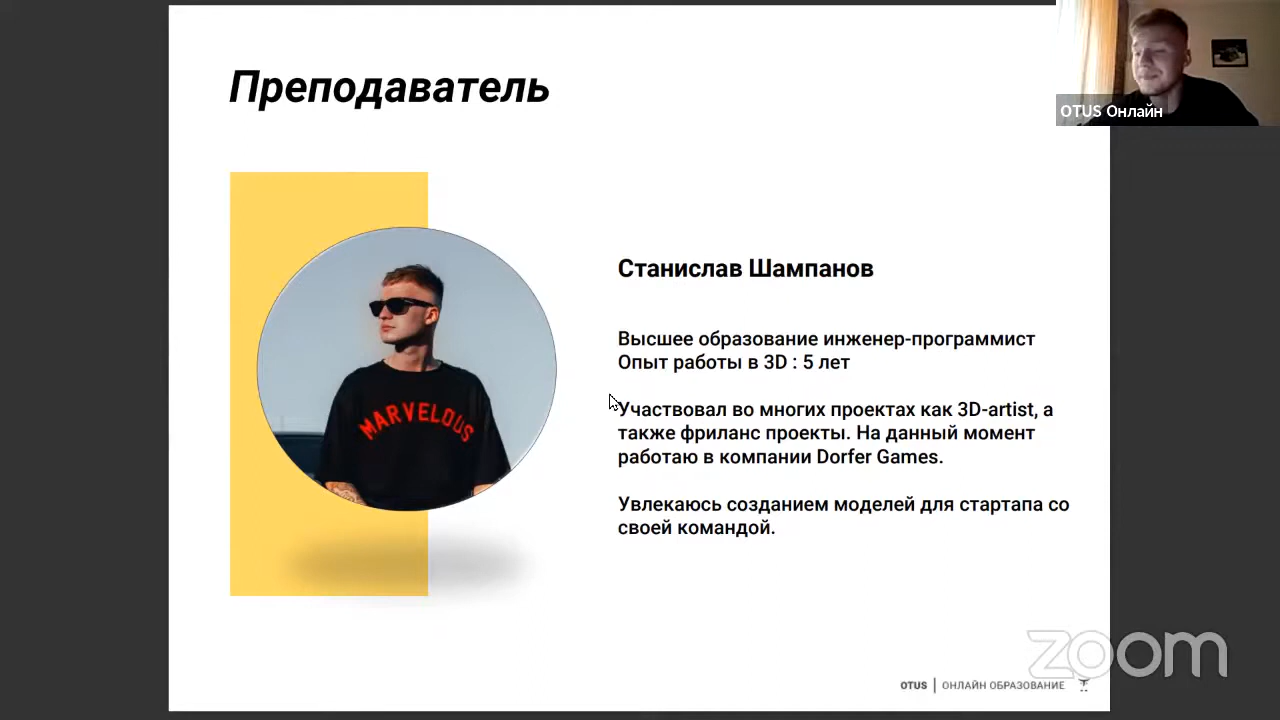 Преподаватель
OTUS Онлайн
MARVELOUS
Станислав Шампанов
Высшее образование инженер-программист
Опыт работы в 3D : 5 лет
Участвовал во многих проектах как 3D-artist, а
также фриланс проекты. На данный момент
работаю в компании Dorfer Games.
Увлекаюсь созданием моделей для стартапа со
своей командой.
zoom
OTUS | ОНЛАЙН ОБРАЗОВАНИЕ